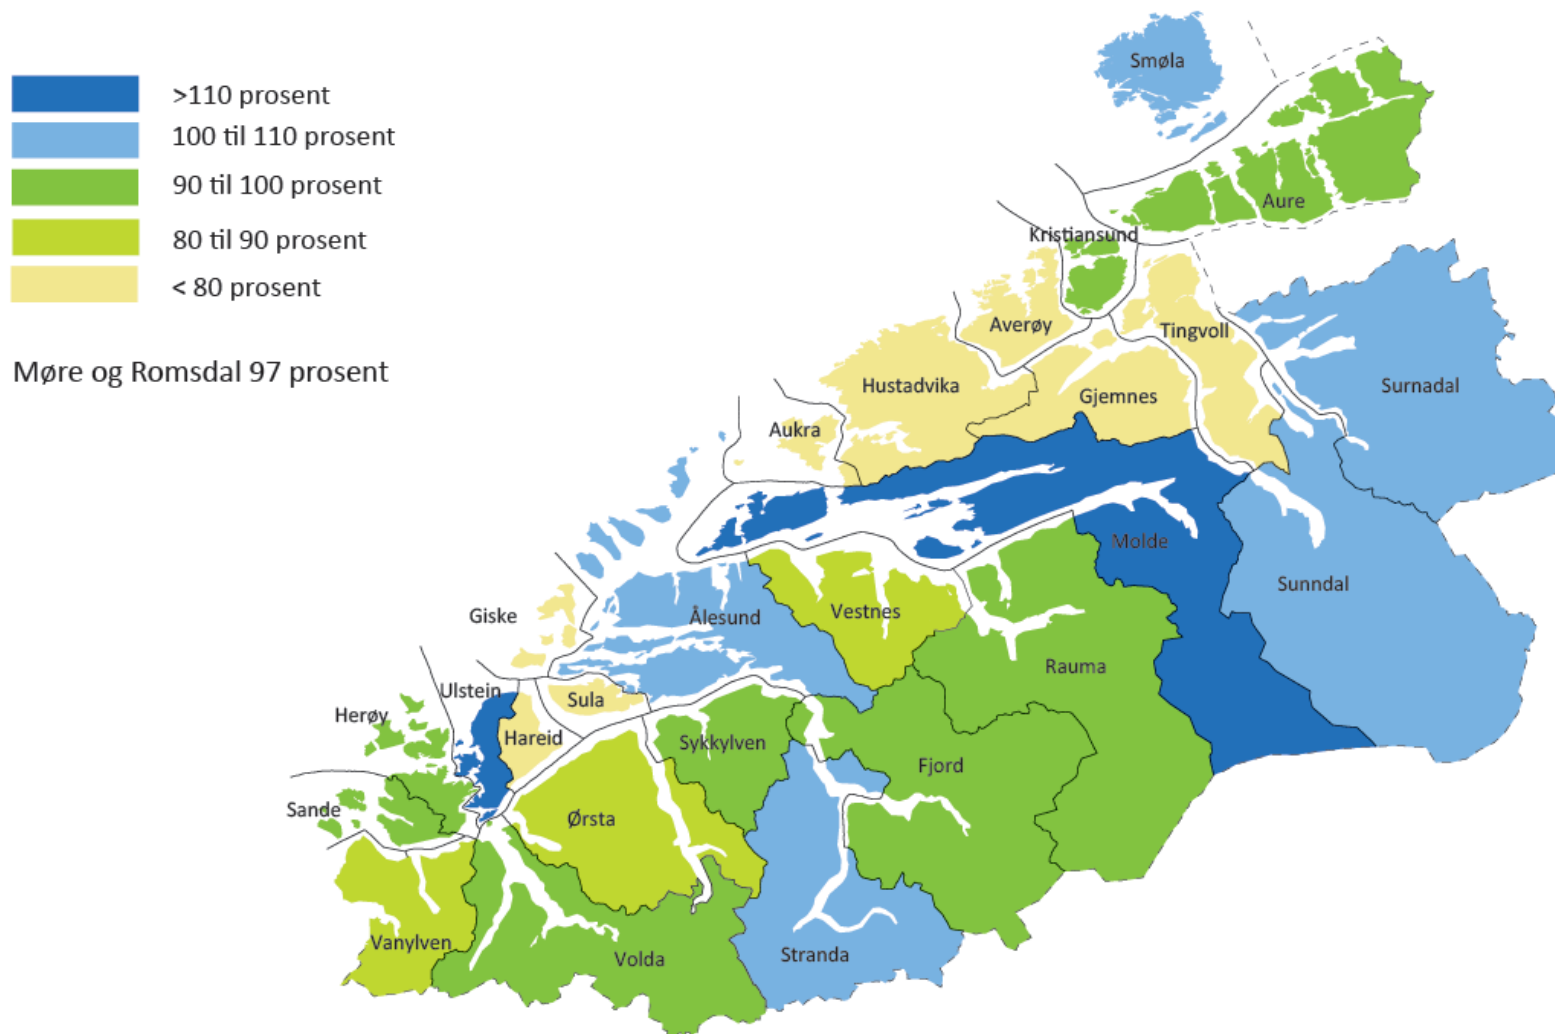 >110 prosent
100 til 110 prosent
90 til 100 prosent
80 til 90 prosent
< 80 prosent
Møre og Romsdal 97 prosent
Smøla
Aure
Kristiansund
Averøy
Tingvoll
Hustadvika
Gjemnes
Surnadal
Aukra
Molde
Sunndal
Giske
Ålesund
Vestnes
Rauma
Ulstein
Sula
Herøy
Hareid
Sykkylven
Fjord
Sande
Ørsta
Vanylven
Volda
Stranda